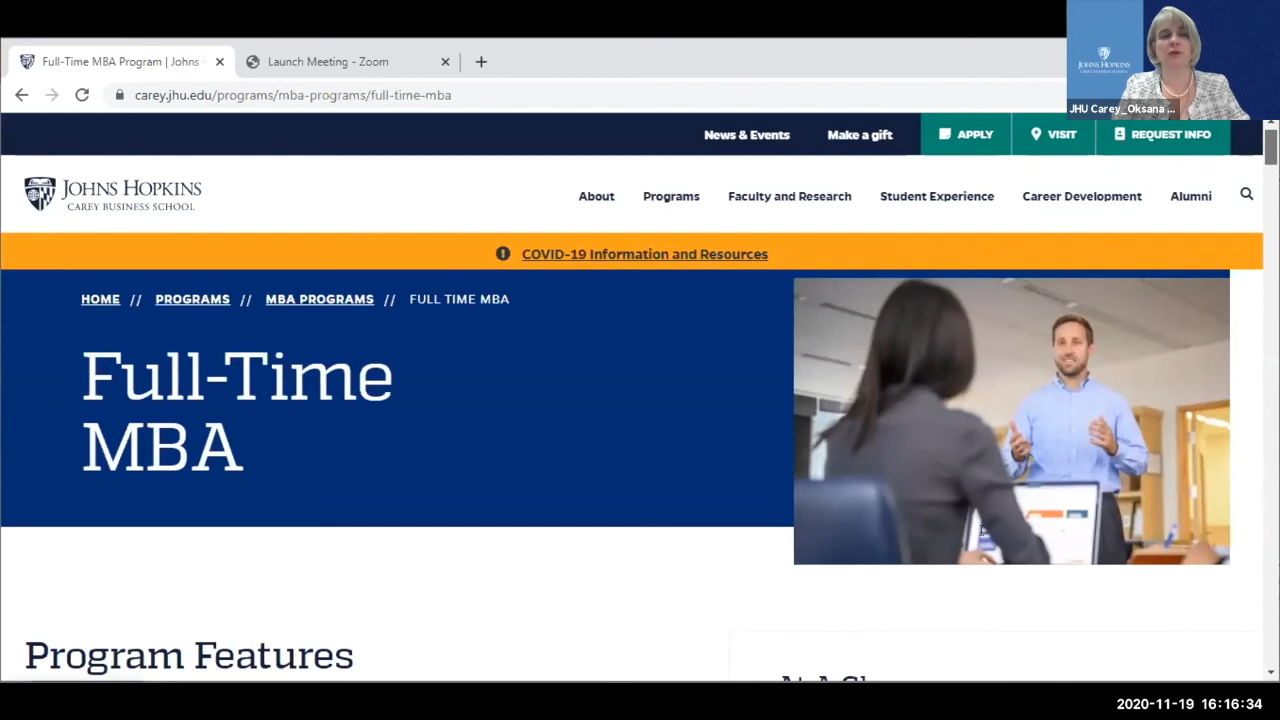 Full-Time MBA Program | Johns
Launch Meeting - Zoom
carey.jhu.edu/programs/mba-programs/full-time-mba
JOHNS HOPKINS
JHU Carey_Oksana ...
News & Events
Make a gift
APPLY
VISIT
REQUEST INFO
JOHNS HOPKINS
CAREY BUSINESS SCHOOL
About
Programs
Faculty and Research
Student Experience
Career Development
Alumni
COVID-19 Information and Resources
HOME // PROGRAMS // MBA PROGRAMS // FULL TIME MBA
Full-Time
MBA
Program Features
2020-11-19 16:16:34